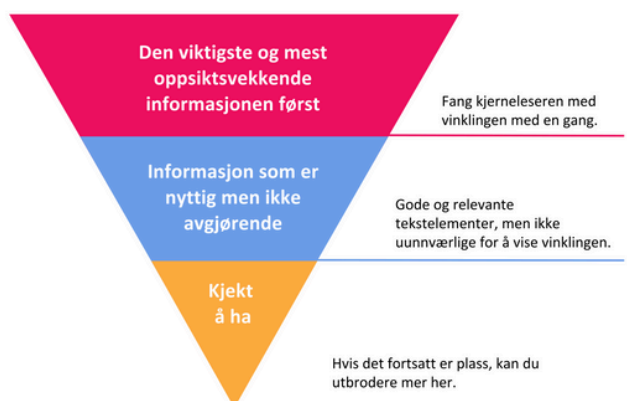 Den viktigste og mest
oppsiktsvekkende
informasjonen først
Fang kjerneleseren med
vinklingen med en gang.
Informasjon som er
nyttig men ikke
avgjørende
Gode og relevante
tekstelementer, men ikke
uunnværlige for å vise vinklingen.
Kjekt
å ha
Hvis det fortsatt er plass, kan du
utbrodere mer her.